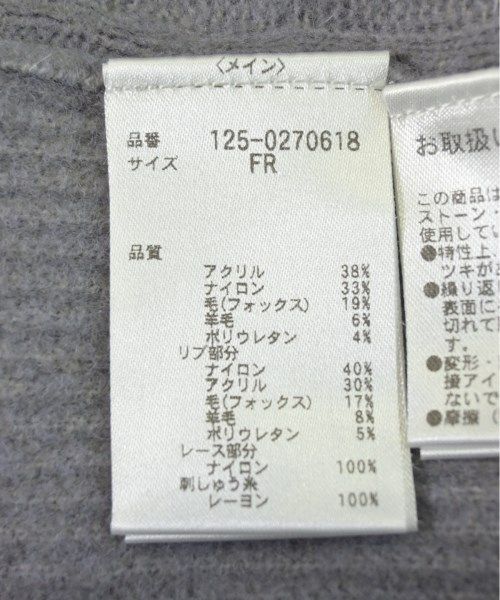 〈メイン〉
品番 125-0270618
サイズ FR
品質
アクリル 38%
ナイロン 33%
毛(フォックス) 19%
羊毛 6%
ポリウレタン 4%
リブ部分
ナイロン 40%
アクリル 30%
毛(フォックス) 17%
羊毛 8%
ポリウレタン 5%
レース部分
ナイロン 100%
刺しゅう糸
レーヨン 100%
お取扱い
この商品は
ストーン
使用してい
●特性上
ツキが
●繰り返
表面に
切れて
す。
●変形・
接アイ
ないで
●摩擦